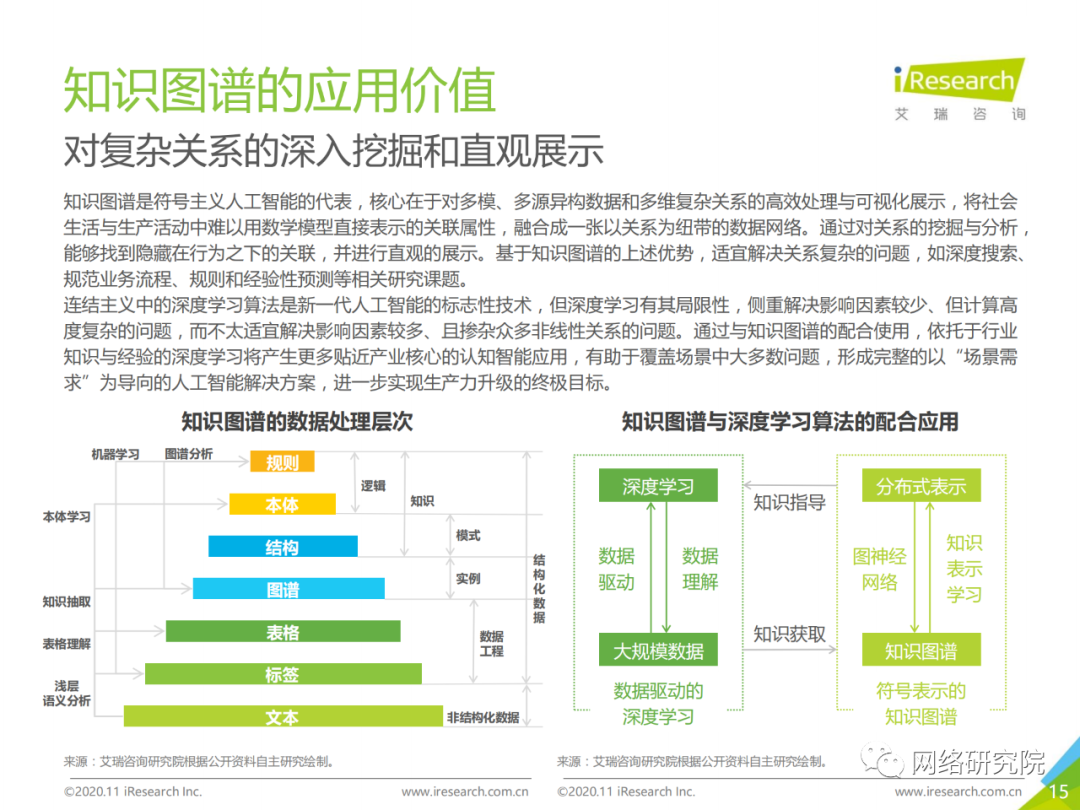 知识图谱的应用价值
iResearch
艾瑞咨询
对复杂关系的深入挖掘和直观展示
知识图谱是符号主义人工智能的代表，核心在于对多模、多源异构数据和多维复杂关系的高效处理与可视化展示，将社会
生活与生产活动中难以用数学模型直接表示的关联属性，融合成一张以关系为纽带的数据网络。通过对关系的挖掘与分析，
能够找到隐藏在行为之下的关联，并进行直观的展示。基于知识图谱的上述优势，适宜解决关系复杂的问题，如深度搜索、
规范业务流程、规则和经验性预测等相关研究课题。
连结主义中的深度学习算法是新一代人工智能的标志性技术，但深度学习有其局限性，侧重解决影响因素较少、但计算高
度复杂的问题，而不太适宜解决影响因素较多、且掺杂众多非线性关系的问题。通过与知识图谱的配合使用，依托于行业
知识与经验的深度学习将产生更多贴近产业核心的认知智能应用，有助于覆盖场景中大多数问题，形成完整的以“场景需
求”为导向的人工智能解决方案，进一步实现生产力升级的终极目标。
知识图谱的数据处理层次
机器学习
图谱分析
规则
逻辑
本体
知识
本体学习
模式
结构
实例
图谱
结构化数据
知识抽取
表格
数据
工程
表格理解
标签
浅层
语义分析
文本
非结构化数据
知识图谱与深度学习算法的配合应用
深度学习
知识指导
分布式表示
数据
驱动
数据
理解
图神经
网络
知识
表示
学习
大规模数据
知识获取
知识图谱
数据驱动的
深度学习
符号表示的
知识图谱
来源：艾瑞咨询研究院根据公开资料自主研究绘制。
来源：艾瑞咨询研究院根据公开资料自主研究绘制。
网络研究院
©2020.11 iResearch Inc.
www.iresearch.com.cn
©2020.11 iResearch Inc.
www.iresearch.com.cn
15